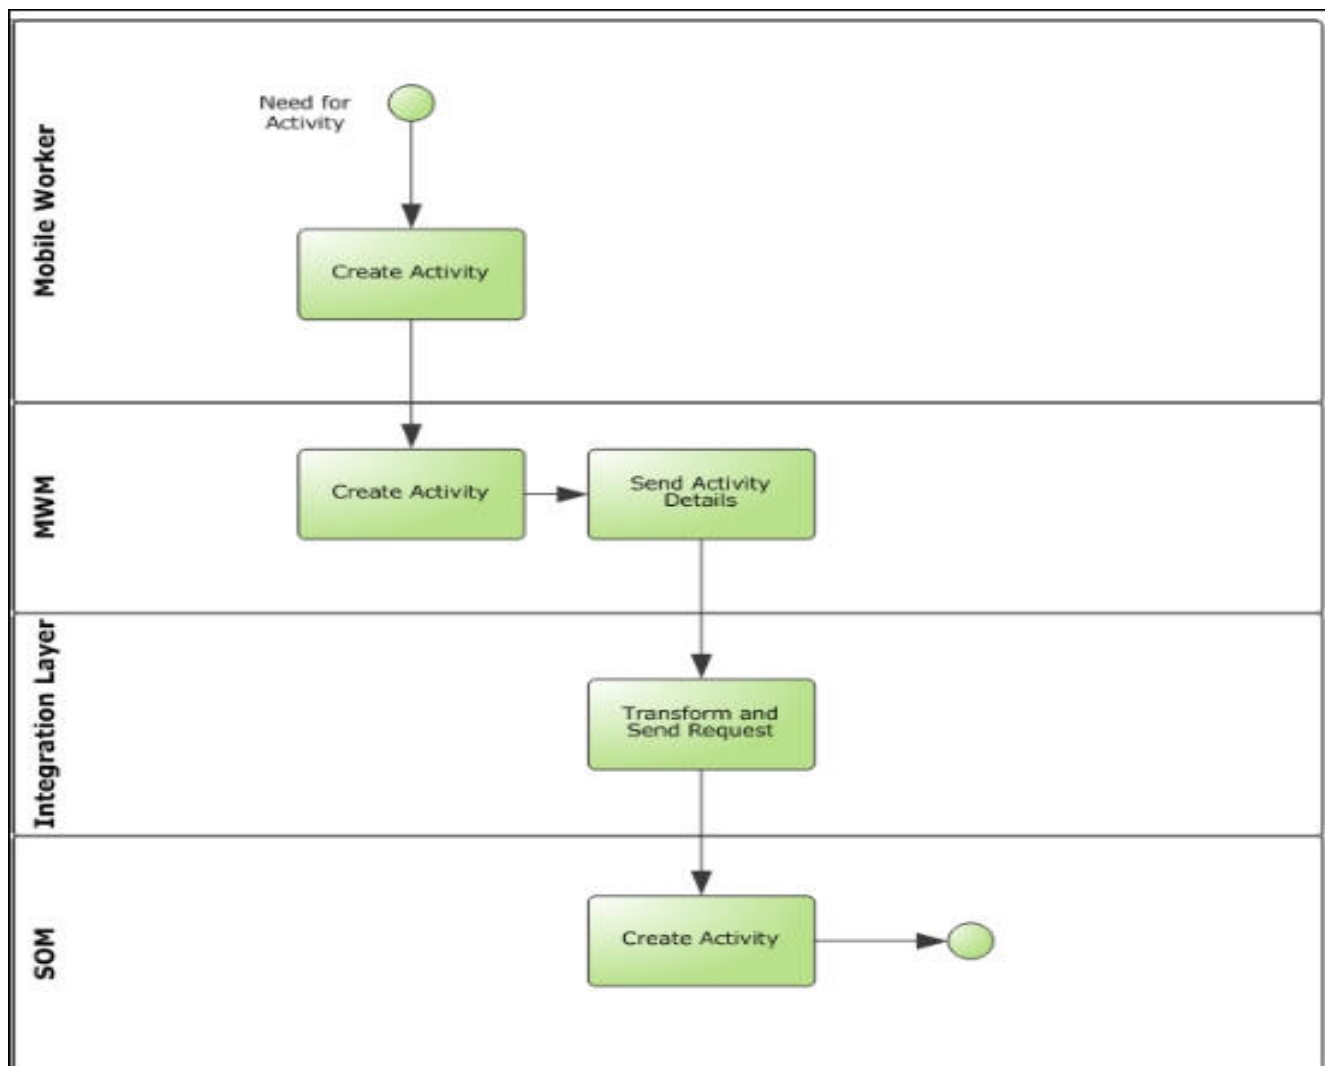 Mobile Worker
Need for
Activity
Create Activity
MWM
Create Activity
Send Activity
Details
Integration Layer
Transform and
Send Request
SOM
Create Activity